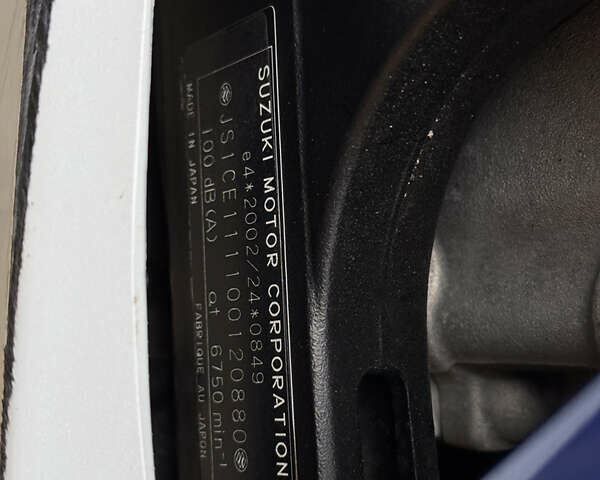 SUZUKI MOTOR CORPORATION
e4*2002/24*0849
JS1CE111100120880
100 dB(A) at 6750 min-1
MADE IN JAPAN FABRIQUÉ AU JAPON